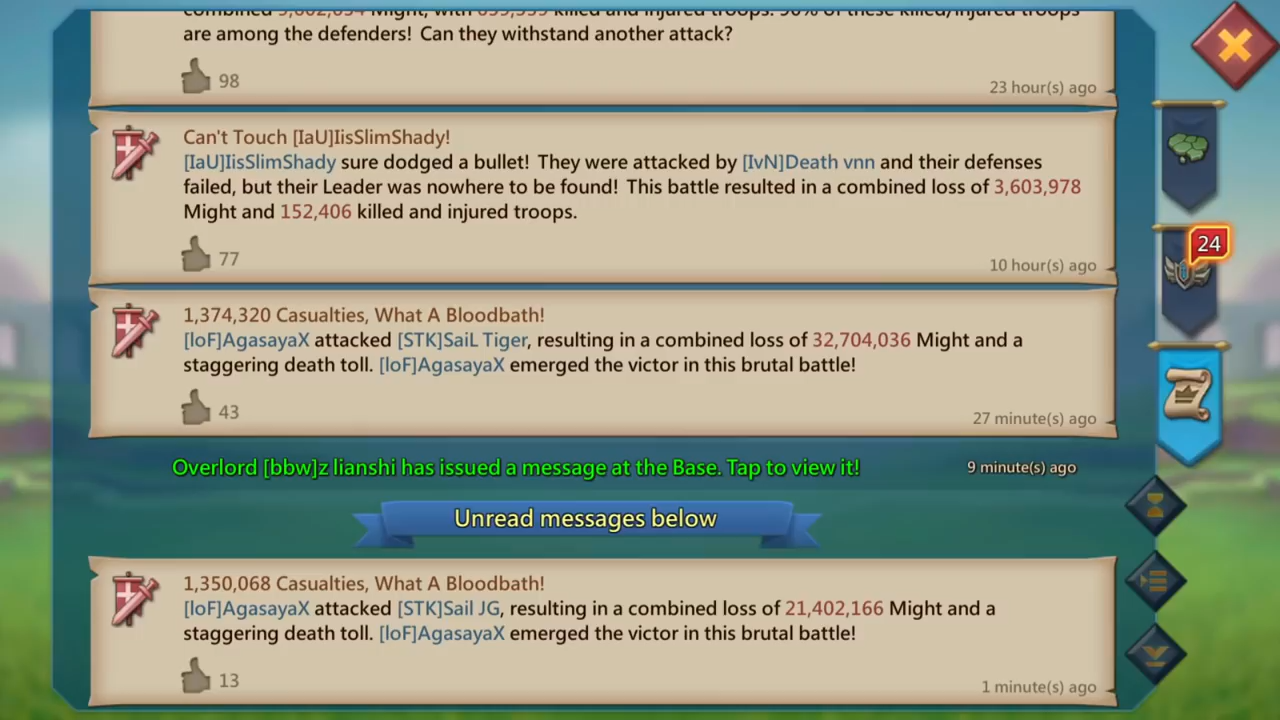 are among the defenders! Can they withstand another attack?
98
23 hour(s) ago
Can't Touch [IaU]IisSlimShady!
[IaU]IisSlimShady sure dodged a bullet! They were attacked by [IvN]Death vnn and their defenses
failed, but their Leader was nowhere to be found! This battle resulted in a combined loss of 3,603,978
Might and 152,406 killed and injured troops.
77
10 hour(s) ago
24
1,374,320 Casualties, What A Bloodbath!
[loF]AgasayaX attacked [STK]SaiL Tiger, resulting in a combined loss of 32,704,036 Might and a
staggering death toll. [loF]AgasayaX emerged the victor in this brutal battle!
43
27 minute(s) ago
Overlord [bbw]z lianshi has issued a message at the Base. Tap to view it!
9 minute(s) ago
Unread messages below
1,350,068 Casualties, What A Bloodbath!
[loF]AgasayaX attacked [STK]Sail JG, resulting in a combined loss of 21,402,166 Might and a
staggering death toll. [loF]AgasayaX emerged the victor in this brutal battle!
13
1 minute(s) ago